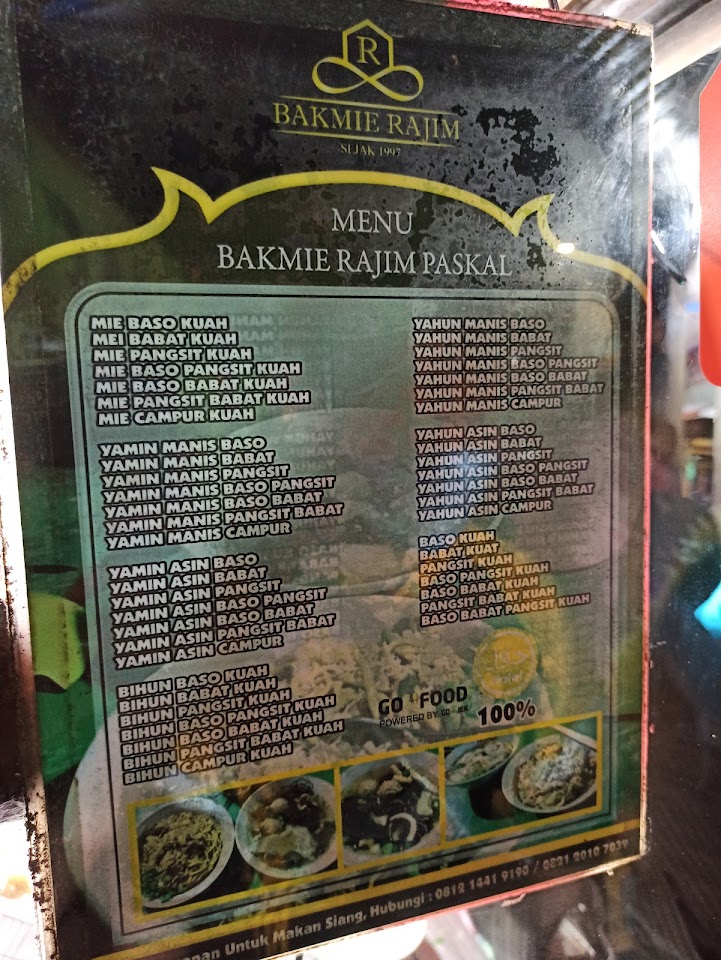 R
BAKMIE RAJIM
SEJAK 1997
MENU
BAKMIE RAJIM PASKAL
MIE BASO KUAH
MEI BABAT KUAH
MIE PANGSIT KUAH
MIE BASO PANGSIT KUAH
MIE BASO BABAT KUAH
MIE PANGSIT BABAT KUAH
MIE CAMPUR KUAH
YAMIN MANIS BASO
YAMIN MANIS BABAT
YAMIN MANIS PANGSIT
YAMIN MANIS BASO PANGSIT
YAMIN MANIS BASO BABAT
YAMIN MANIS PANGSIT BABAT
YAMIN MANIS CAMPUR
YAMIN ASIN BASO
YAMIN ASIN BABAT
YAMIN ASIN PANGSIT
YAMIN ASIN BASO PANGSIT
YAMIN ASIN BASO BABAT
YAMIN ASIN PANGSIT BABAT
YAMIN ASIN CAMPUR
BIHUN BASO KUAH
BIHUN BABAT KUAH
BIHUN PANGSIT KUAH
BIHUN BASO PANGSIT KUAH
BIHUN BASO BABAT KUAH
BIHUN PANGSIT BABAT KUAH
BIHUN CAMPUR KUAH
YAHUN MANIS BASO
YAHUN MANIS BABAT
YAHUN MANIS PANGSIT
YAHUN MANIS BASO PANGSIT
YAHUN MANIS BASO BABAT
YAHUN MANIS PANGSIT BABAT
YAHUN MANIS CAMPUR
YAHUN ASIN BASO
YAHUN ASIN BABAT
YAHUN ASIN PANGSIT
YAHUN ASIN BASO PANGSIT
YAHUN ASIN BASO BABAT
YAHUN ASIN PANGSIT BABAT
YAHUN ASIN CAMPUR
BASO KUAH
BABAT KUAT
PANGSIT KUAH
BASO PANGSIT KUAH
BASO BABAT KUAH
PANGSIT BABAT KUAH
BASO BABAT PANGSIT KUAH
GO FOOD
POWERED BY GO JEK
100%
Untuk Makan Siang, Hubungi : 0812 1441 9190 / 0821 2010 7039